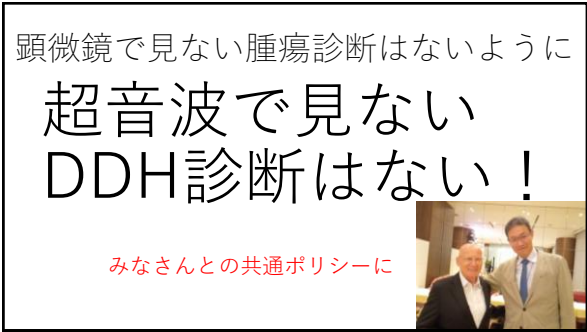 顕微鏡で見ない腫瘍診断はないように
超音波で見ない
DDH診断はない！
みなさんとの共通ポリシーに